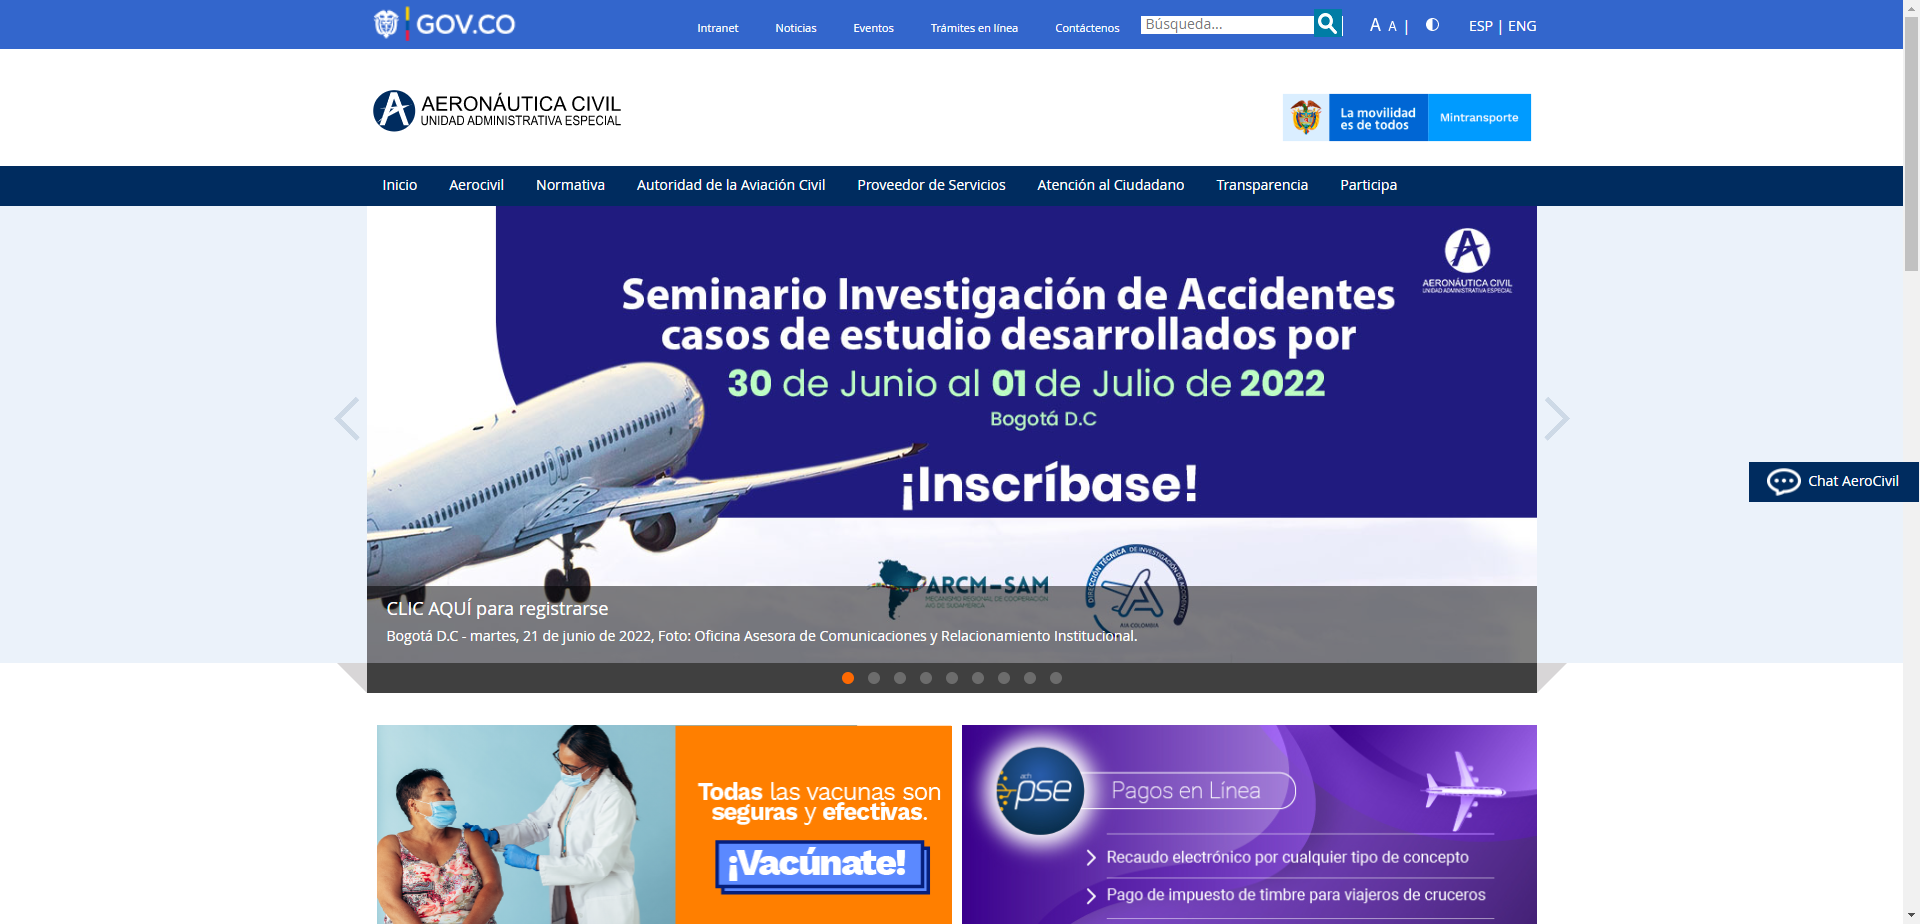 GOV.CO
Intranet
Noticias
Eventos
Trámites en línea
Contáctenos
Búsqueda...
A A |
ESP | ENG
AERONÁUTICA CIVIL
UNIDAD ADMINISTRATIVA ESPECIAL
La movilidad
es de todos
Mintransporte
Inicio
Aerocivil
Normativa
Autoridad de la Aviación Civil
Proveedor de Servicios
Atención al Ciudadano
Transparencia
Participa
AERONÁUTICA CIVIL
UNIDAD ADMINISTRATIVA ESPECIAL
Seminario Investigación de Accidentes
casos de estudio desarrollados por
30 de Junio al 01 de Julio de 2022
Bogotá D.C
¡Inscríbase!
Chat AeroCivil
ARCM-SAM
MECANISMO REGIONAL DE COOPERACIÓN
AIG DE SUDAMÉRICA
DIRECCIÓN TÉCNICA DE INVESTIGACIÓN DE ACCIDENTES
AIA COLOMBIA
CLIC AQUÍ para registrarse
Bogotá D.C - martes, 21 de junio de 2022, Foto: Oficina Asesora de Comunicaciones y Relacionamiento Institucional.
Todas las vacunas son
seguras y efectivas.
¡Vacúnate!
ach
pse
Pagos en Línea
Recaudo electrónico por cualquier tipo de concepto
Pago de impuesto de timbre para viajeros de cruceros